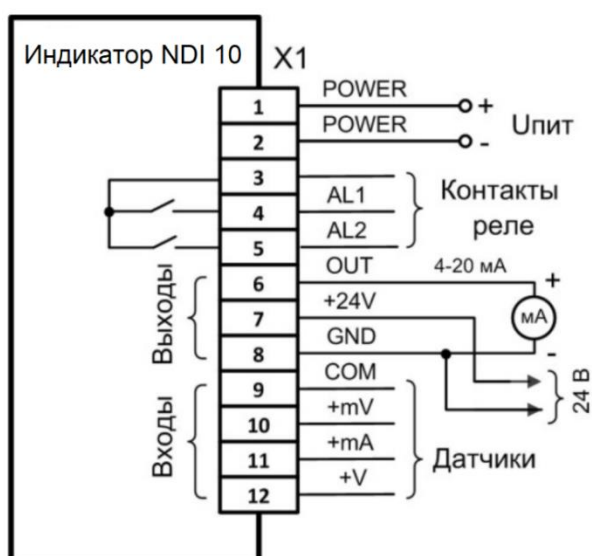 Индикатор NDI 10
X1
1
POWER
+
Uпит
2
POWER
-
3
Контакты
реле
4
AL1
5
AL2
Выходы
6
OUT
4-20 мА
+
7
+24V
мА
8
GND
-
24 В
Входы
9
COM
10
+mV
11
+mA
Датчики
12
+V